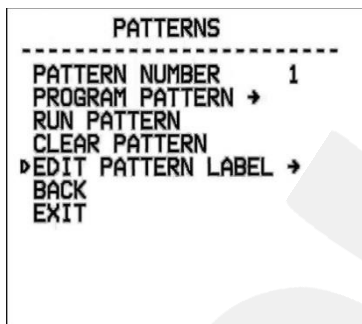 PATTERNS
------------------------
PATTERN NUMBER 1
PROGRAM PATTERN →
RUN PATTERN
CLEAR PATTERN
▷EDIT PATTERN LABEL →
BACK
EXIT